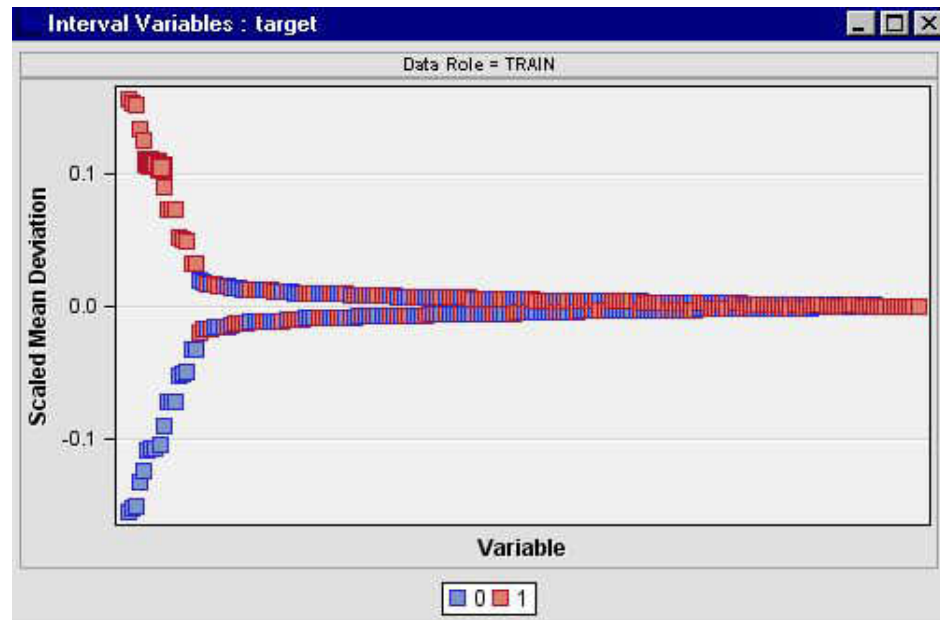 Interval Variables : target
Data Role = TRAIN
Scaled Mean Deviation
0.1
0.0
-0.1
Variable
0 1